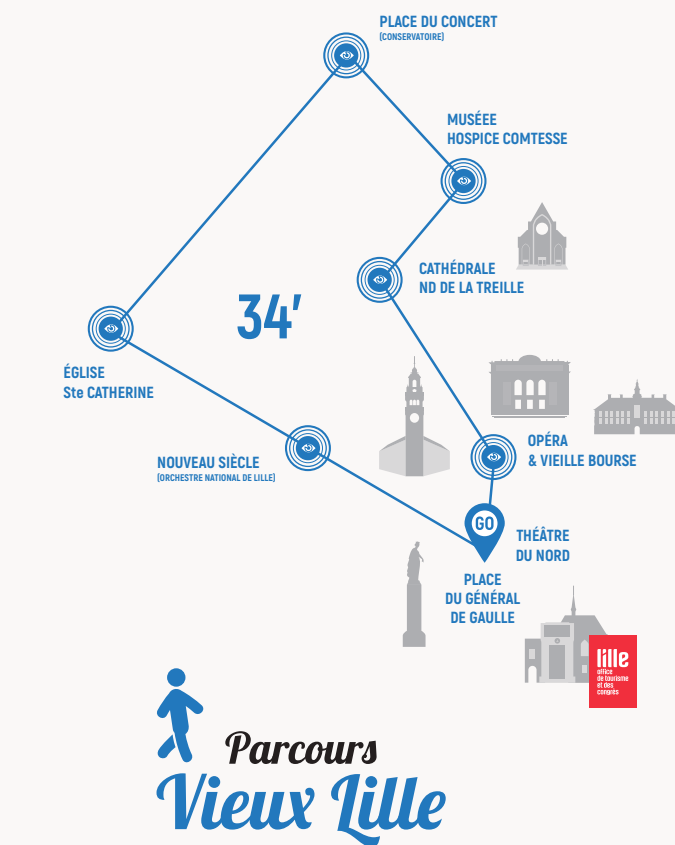 PLACE DU CONCERT
(CONSERVATOIRE)
MUSÉEE
HOSPICE COMTESSE
CATHÉDRALE
ND DE LA TREILLE
34′
ÉGLISE
Ste CATHERINE
OPÉRA
& VIEILLE BOURSE
NOUVEAU SIÈCLE
(ORCHESTRE NATIONAL DE LILLE)
GO
THÉÂTRE
DU NORD
PLACE
DU GÉNÉRAL
DE GAULLE
lille
office
de tourisme
et des
congrès
Parcours
Vieux Lille